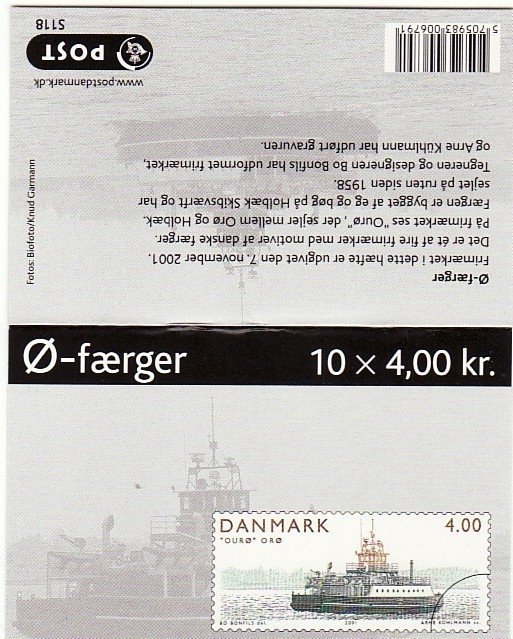 Ø-færger
Frimærket i dette hæfte er udgivet den 7. november 2001.
Det er ét af fire frimærker med motiver af danske færger.
På frimærket ses "Ourø", der sejler mellem Orø og Holbæk.
Færgen er bygget af eg og bøg på Holbæk Skibsværft og har
sejlet på ruten siden 1958.
Tegneren og designeren Bo Bonfils har udformet frimærket,
og Arne Kühlmann har udført gravuren.
www.postdanmark.dk
POST
S118
5 705983 006791
Fotos: Biofoto/Knud Garmann
Ø-færger 10 × 4,00 kr.
DANMARK 4.00
"OURØ" ORØ
BO BONFILS del. 2001 ARNE KÜHLMANN sc.